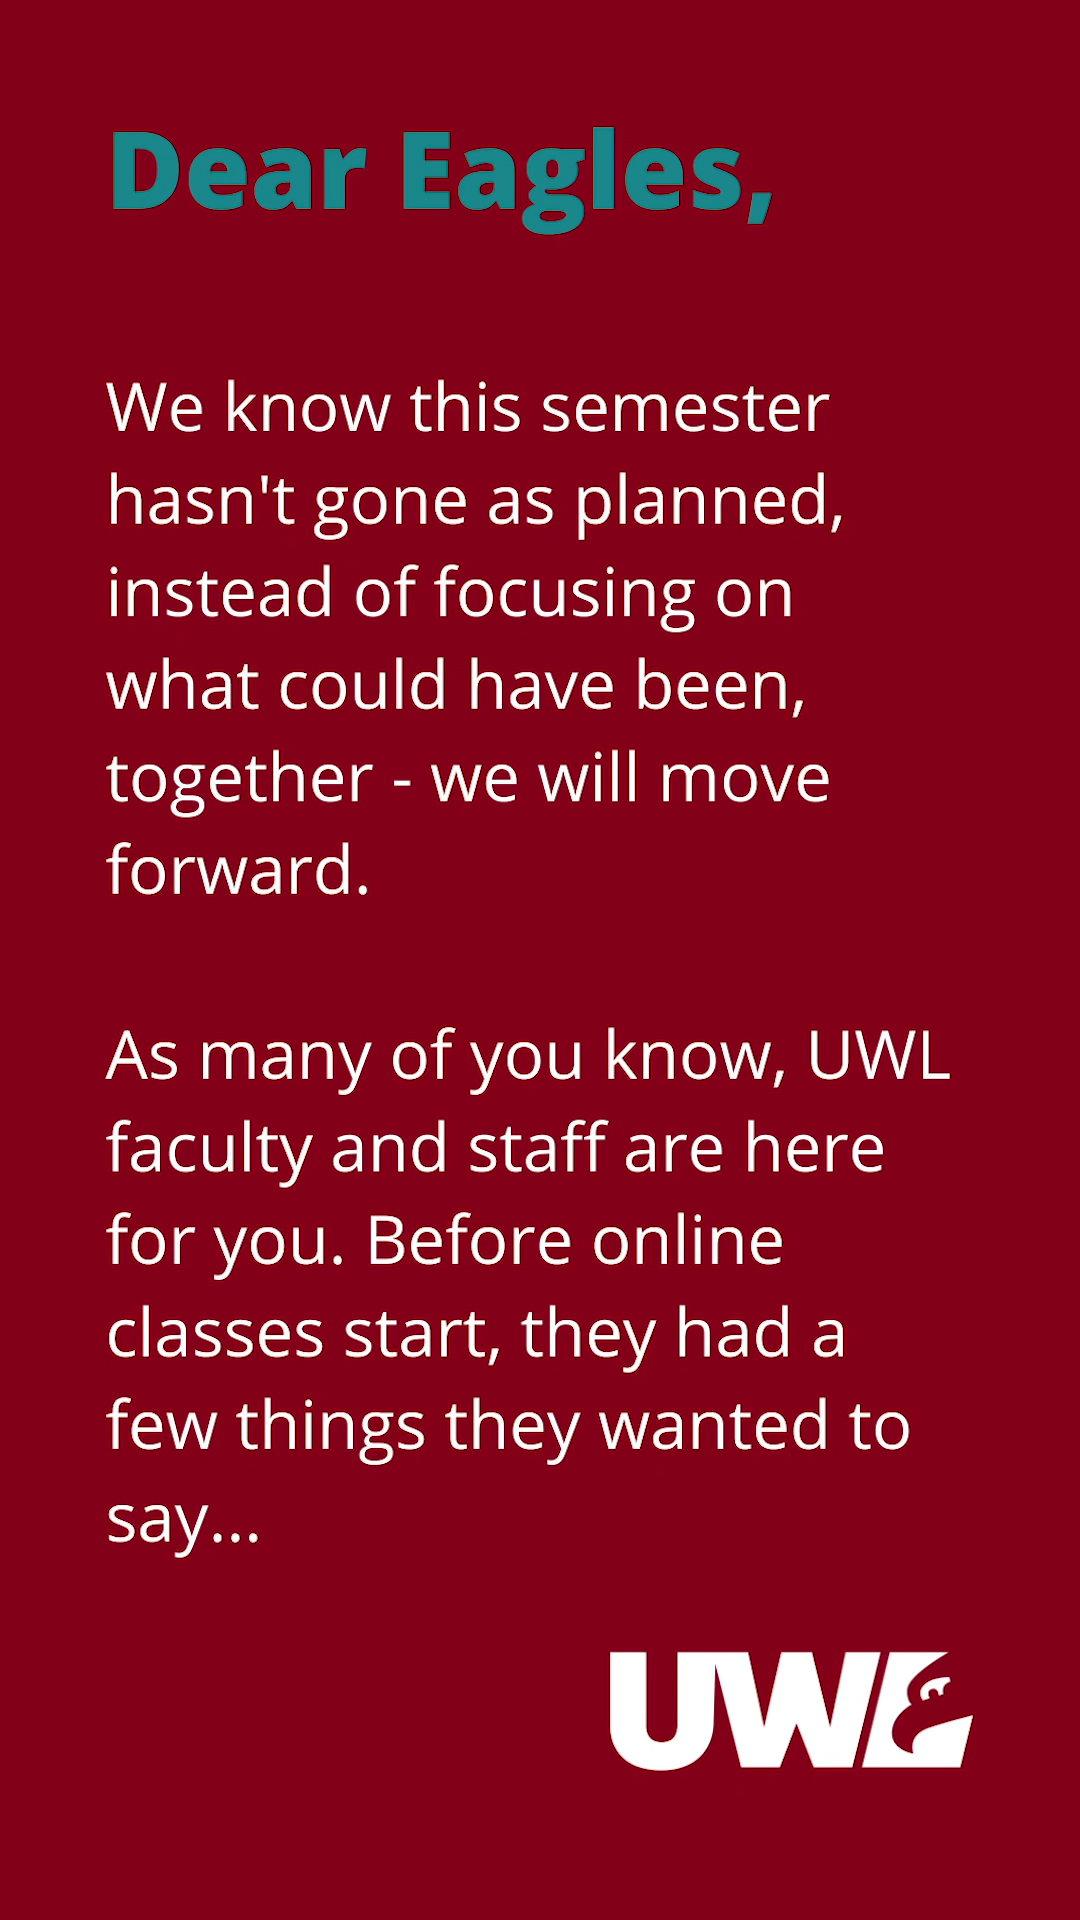 Dear Eagles,
We know this semester
hasn't gone as planned,
instead of focusing on
what could have been,
together - we will move
forward.
As many of you know, UWL
faculty and staff are here
for you. Before online
classes start, they had a
few things they wanted to
say...
UWL